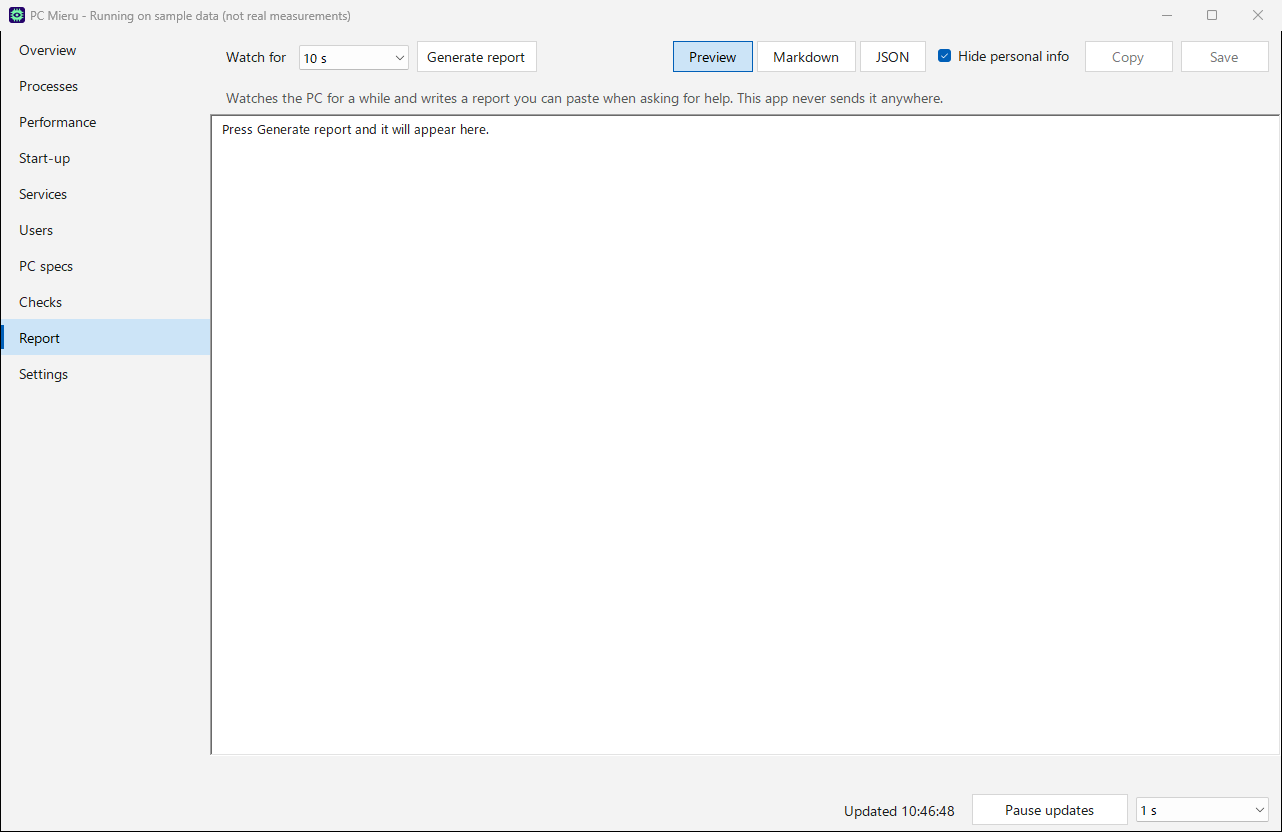 PC Mieru - Running on sample data (not real measurements)
Overview
Processes
Performance
Start-up
Services
Users
PC specs
Checks
Report
Settings
Watch for 10 s Generate report Preview Markdown JSON Hide personal info Copy Save
Watches the PC for a while and writes a report you can paste when asking for help. This app never sends it anywhere.
Press Generate report and it will appear here.
Updated 10:46:48 Pause updates 1 s